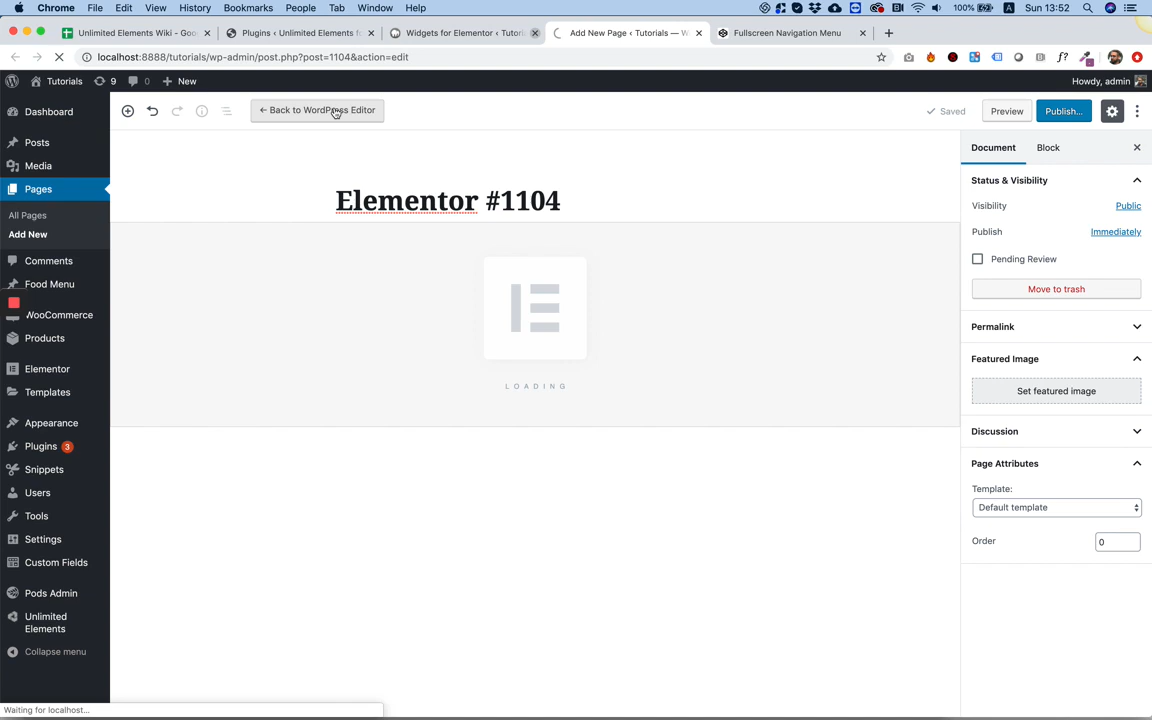 Chrome File Edit View History Bookmarks People Tab Window Help 100% Sun 13:52
Unlimited Elements Wiki - Goo
Plugins ‹ Unlimited Elements fo
Widgets for Elementor ‹ Tutori
Add New Page ‹ Tutorials — W
Fullscreen Navigation Menu
localhost:8888/tutorials/wp-admin/post.php?post=1104&action=edit
Tutorials 9 0 New Howdy, admin
Dashboard
Posts
Media
Pages
All Pages
Add New
Comments
Food Menu
WooCommerce
Products
Elementor
Templates
Appearance
Plugins 3
Snippets
Users
Tools
Settings
Custom Fields
Pods Admin
Unlimited
Elements
Collapse menu
← Back to WordPress Editor
Saved
Preview
Publish...
Elementor #1104
LOADING
Document Block
Status & Visibility
Visibility Public
Publish Immediately
Pending Review
Move to trash
Permalink
Featured Image
Set featured image
Discussion
Page Attributes
Template:
Default template
Order 0
Waiting for localhost...